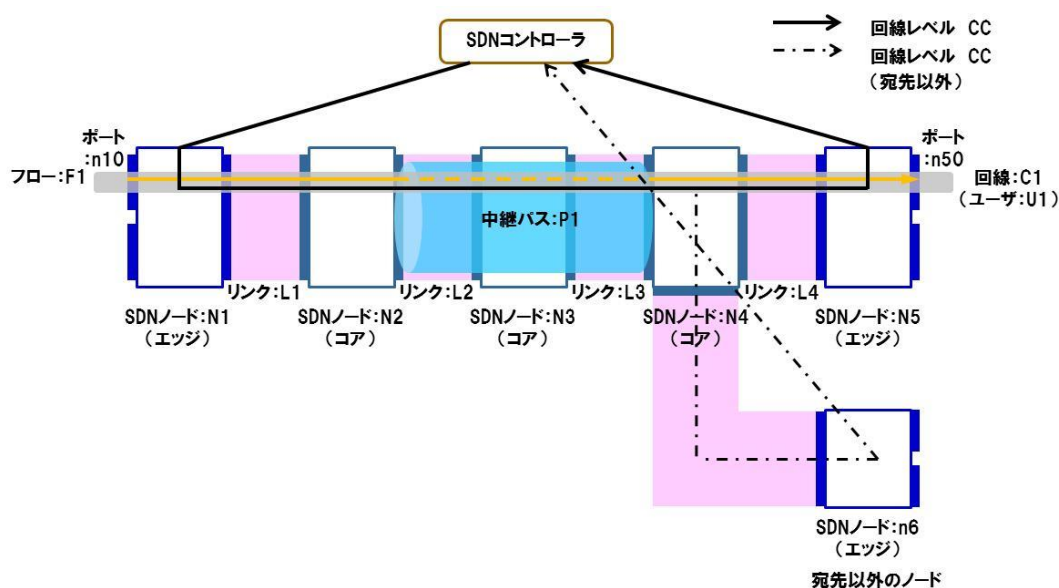 SDNコントローラ
回線レベル CC
回線レベル CC
（宛先以外）
ポート
:n10
ポート
:n50
フロー:F1
回線:C1
（ユーザ:U1）
中継パス:P1
リンク:L1
リンク:L2
リンク:L3
リンク:L4
SDNノード:N1
（エッジ）
SDNノード:N2
（コア）
SDNノード:N3
（コア）
SDNノード:N4
（コア）
SDNノード:N5
（エッジ）
SDNノード:n6
（エッジ）
宛先以外のノード